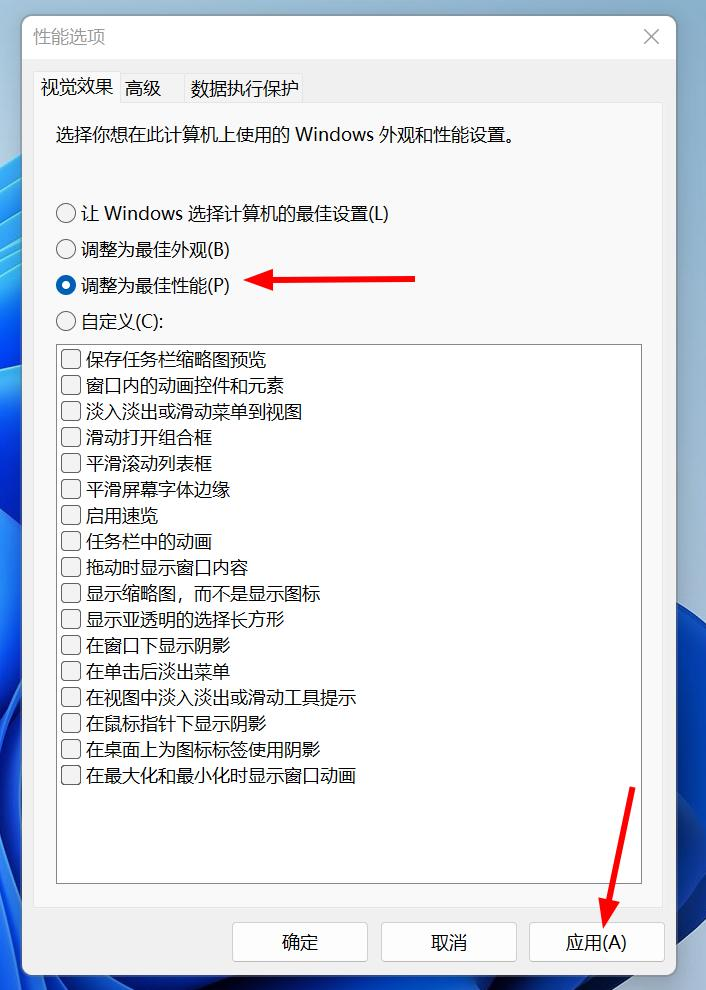 性能选项
视觉效果 高级 数据执行保护
选择你想在此计算机上使用的 Windows 外观和性能设置。
让 Windows 选择计算机的最佳设置(L)
调整为最佳外观(B)
调整为最佳性能(P)
自定义(C):
保存任务栏缩略图预览
窗口内的动画控件和元素
淡入淡出或滑动菜单到视图
滑动打开组合框
平滑滚动列表框
平滑屏幕字体边缘
启用速览
任务栏中的动画
拖动时显示窗口内容
显示缩略图，而不是显示图标
显示亚透明的选择长方形
在窗口下显示阴影
在单击后淡出菜单
在视图中淡入淡出或滑动工具提示
在鼠标指针下显示阴影
在桌面上为图标标签使用阴影
在最大化和最小化时显示窗口动画
确定 取消 应用(A)